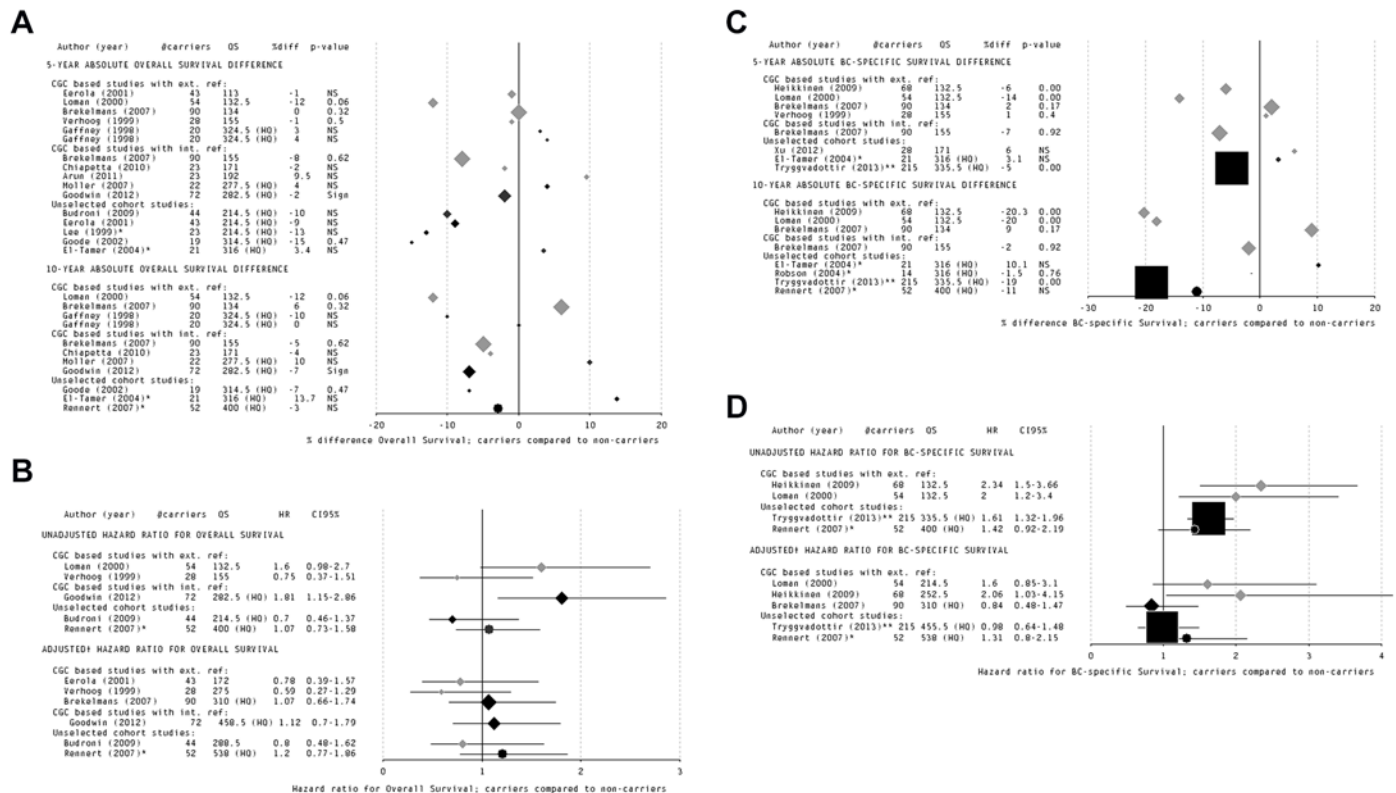 A
Author (year) #carriers QS %diff p-value
5-YEAR ABSOLUTE OVERALL SURVIVAL DIFFERENCE
CGC based studies with ext. ref:
Eerola (2001) 43 113 -1 NS
Loman (2000) 54 132.5 -12 0.06
Brekelmans (2007) 90 134 0 0.32
Verhoog (1999) 28 155 -1 0.5
Gaffney (1998) 20 324.5 (HQ) 3 NS
Gaffney (1998) 20 324.5 (HQ) 4 NS
CGC based studies with int. ref:
Brekelmans (2007) 90 155 -8 0.62
Chiapetta (2010) 23 171 -2 NS
Arun (2011) 23 192 9.5 NS
Moller (2007) 22 277.5 (HQ) 4 NS
Goodwin (2012) 72 282.5 (HQ) -2 Sign
Unselected cohort studies:
Budroni (2009) 44 214.5 (HQ) -10 NS
Eerola (2001) 43 214.5 (HQ) -9 NS
Lee (1999)* 23 214.5 (HQ) -13 NS
Goode (2002) 19 314.5 (HQ) -15 0.47
El-Tamer (2004)* 21 316 (HQ) 3.4 NS
10-YEAR ABSOLUTE OVERALL SURVIVAL DIFFERENCE
CGC based studies with ext. ref:
Loman (2000) 54 132.5 -12 0.06
Brekelmans (2007) 90 134 6 0.32
Gaffney (1998) 20 324.5 (HQ) -10 NS
Gaffney (1998) 20 324.5 (HQ) 0 NS
CGC based studies with int. ref:
Brekelmans (2007) 90 155 -5 0.62
Chiapetta (2010) 23 171 -4 NS
Moller (2007) 22 277.5 (HQ) 10 NS
Goodwin (2012) 72 282.5 (HQ) -7 Sign
Unselected cohort studies:
Goode (2002) 19 314.5 (HQ) -7 0.47
El-Tamer (2004)* 21 316 (HQ) 13.7 NS
Rennert (2007)* 52 400 (HQ) -3 NS
-20 -10 0 10 20
% difference Overall Survival; carriers compared to non-carriers
B
Author (year) #carriers QS HR CI95%
UNADJUSTED HAZARD RATIO FOR OVERALL SURVIVAL
CGC based studies with ext. ref:
Loman (2000) 54 132.5 1.6 0.98-2.7
Verhoog (1999) 28 155 0.75 0.37-1.51
CGC based studies with int. ref:
Goodwin (2012) 72 282.5 (HQ) 1.81 1.15-2.86
Unselected cohort studies:
Budroni (2009) 44 214.5 (HQ) 0.7 0.46-1.37
Rennert (2007)* 52 400 (HQ) 1.07 0.73-1.58
ADJUSTED† HAZARD RATIO FOR OVERALL SURVIVAL
CGC based studies with ext. ref:
Eerola (2001) 43 172 0.78 0.39-1.57
Verhoog (1999) 28 275 0.59 0.27-1.29
Brekelmans (2007) 90 310 (HQ) 1.07 0.66-1.74
CGC based studies with int. ref:
Goodwin (2012) 72 458.5 (HQ) 1.12 0.7-1.79
Unselected cohort studies:
Budroni (2009) 44 288.5 0.8 0.48-1.62
Rennert (2007)* 52 538 (HQ) 1.2 0.77-1.86
0 1 2 3
Hazard ratio for Overall Survival; carriers compared to non-carriers
C
Author (year) #carriers QS %diff p-value
5-YEAR ABSOLUTE BC-SPECIFIC SURVIVAL DIFFERENCE
CGC based studies with ext. ref:
Heikkinen (2009) 68 132.5 -6 0.00
Loman (2000) 54 132.5 -14 0.00
Brekelmans (2007) 90 134 2 0.17
Verhoog (1999) 28 155 1 0.4
CGC based studies with int. ref:
Brekelmans (2007) 90 155 -7 0.92
Unselected cohort studies:
Xu (2012) 28 171 6 NS
El-Tamer (2004)* 21 316 (HQ) 3.1 NS
Tryggvadottir (2013)** 215 335.5 (HQ) -5 0.00
10-YEAR ABSOLUTE BC-SPECIFIC SURVIVAL DIFFERENCE
CGC based studies with ext. ref:
Heikkinen (2009) 68 132.5 -20.3 0.00
Loman (2000) 54 132.5 -20 0.00
Brekelmans (2007) 90 134 9 0.17
CGC based studies with int. ref:
Brekelmans (2007) 90 155 -2 0.92
Unselected cohort studies:
El-Tamer (2004)* 21 316 (HQ) 10.1 NS
Robson (2004)* 14 316 (HQ) -1.5 0.76
Tryggvadottir (2013)** 215 335.5 (HQ) -19 0.00
Rennert (2007)* 52 400 (HQ) -11 NS
-30 -20 -10 0 10 20
% difference BC-specific Survival; carriers compared to non-carriers
D
Author (year) #carriers QS HR CI95%
UNADJUSTED HAZARD RATIO FOR BC-SPECIFIC SURVIVAL
CGC based studies with ext. ref:
Heikkinen (2009) 68 132.5 2.34 1.5-3.66
Loman (2000) 54 132.5 2 1.2-3.4
Unselected cohort studies:
Tryggvadottir (2013)** 215 335.5 (HQ) 1.61 1.32-1.96
Rennert (2007)* 52 400 (HQ) 1.42 0.92-2.19
ADJUSTED† HAZARD RATIO FOR BC-SPECIFIC SURVIVAL
CGC based studies with ext. ref:
Loman (2000) 54 214.5 1.6 0.85-3.1
Heikkinen (2009) 68 252.5 2.06 1.03-4.15
Brekelmans (2007) 90 310 (HQ) 0.84 0.48-1.47
Unselected cohort studies:
Tryggvadottir (2013)** 215 455.5 (HQ) 0.98 0.64-1.48
Rennert (2007)* 52 538 (HQ) 1.31 0.8-2.15
0 1 2 3 4
Hazard ratio for BC-specific Survival; carriers compared to non-carriers